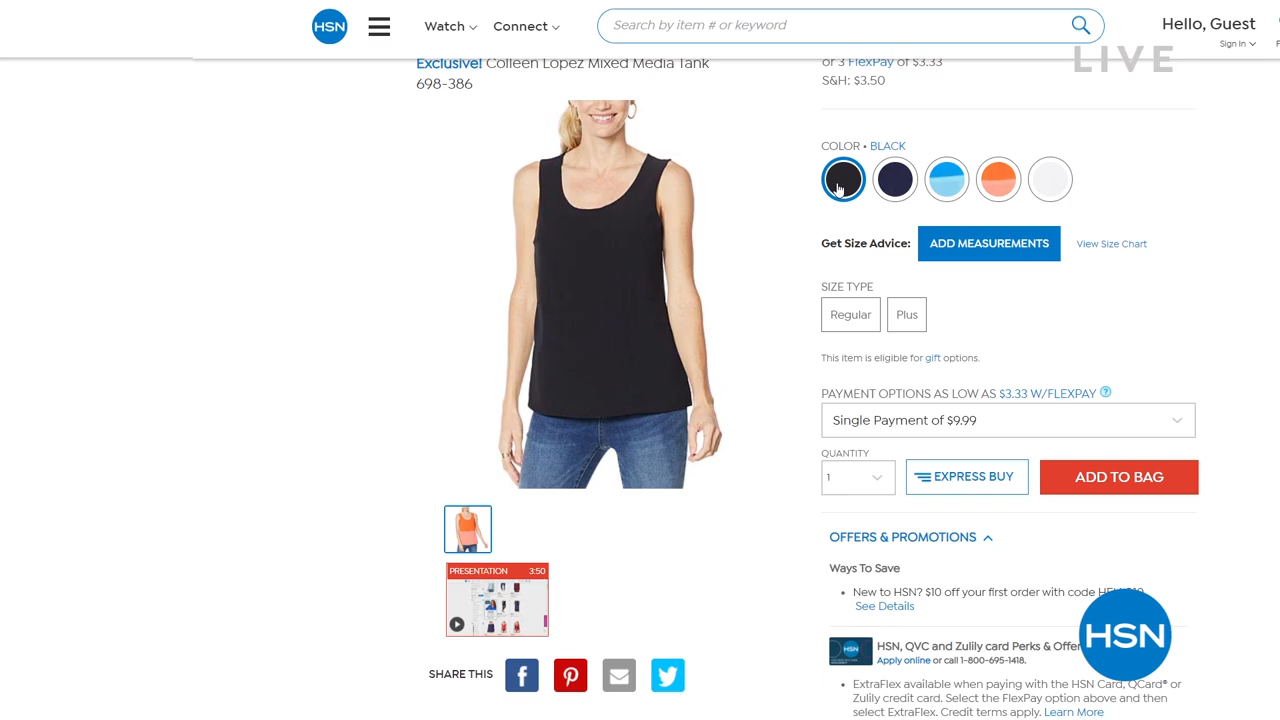 HSN
Watch
Connect
Search by item # or keyword
Hello, Guest
Sign In
LIVE
Exclusive! Colleen Lopez Mixed Media Tank
698-386
or 3 FlexPay of $3.33
S&H: $3.50
COLOR • BLACK
Get Size Advice:
ADD MEASUREMENTS
View Size Chart
SIZE TYPE
Regular
Plus
This item is eligible for gift options.
PAYMENT OPTIONS AS LOW AS $3.33 W/FLEXPAY ?
Single Payment of $9.99
QUANTITY
1
EXPRESS BUY
ADD TO BAG
OFFERS & PROMOTIONS
Ways To Save
• New to HSN? $10 off your first order with code
See Details
HSN, QVC and Zulily card Perks &
Apply online or call 1-800-695-1418.
HSN
• ExtraFlex available when paying with the HSN Card, QCard® or
Zulily credit card. Select the FlexPay option above and then
select ExtraFlex. Credit terms apply. Learn More
PRESENTATION 3:50
SHARE THIS